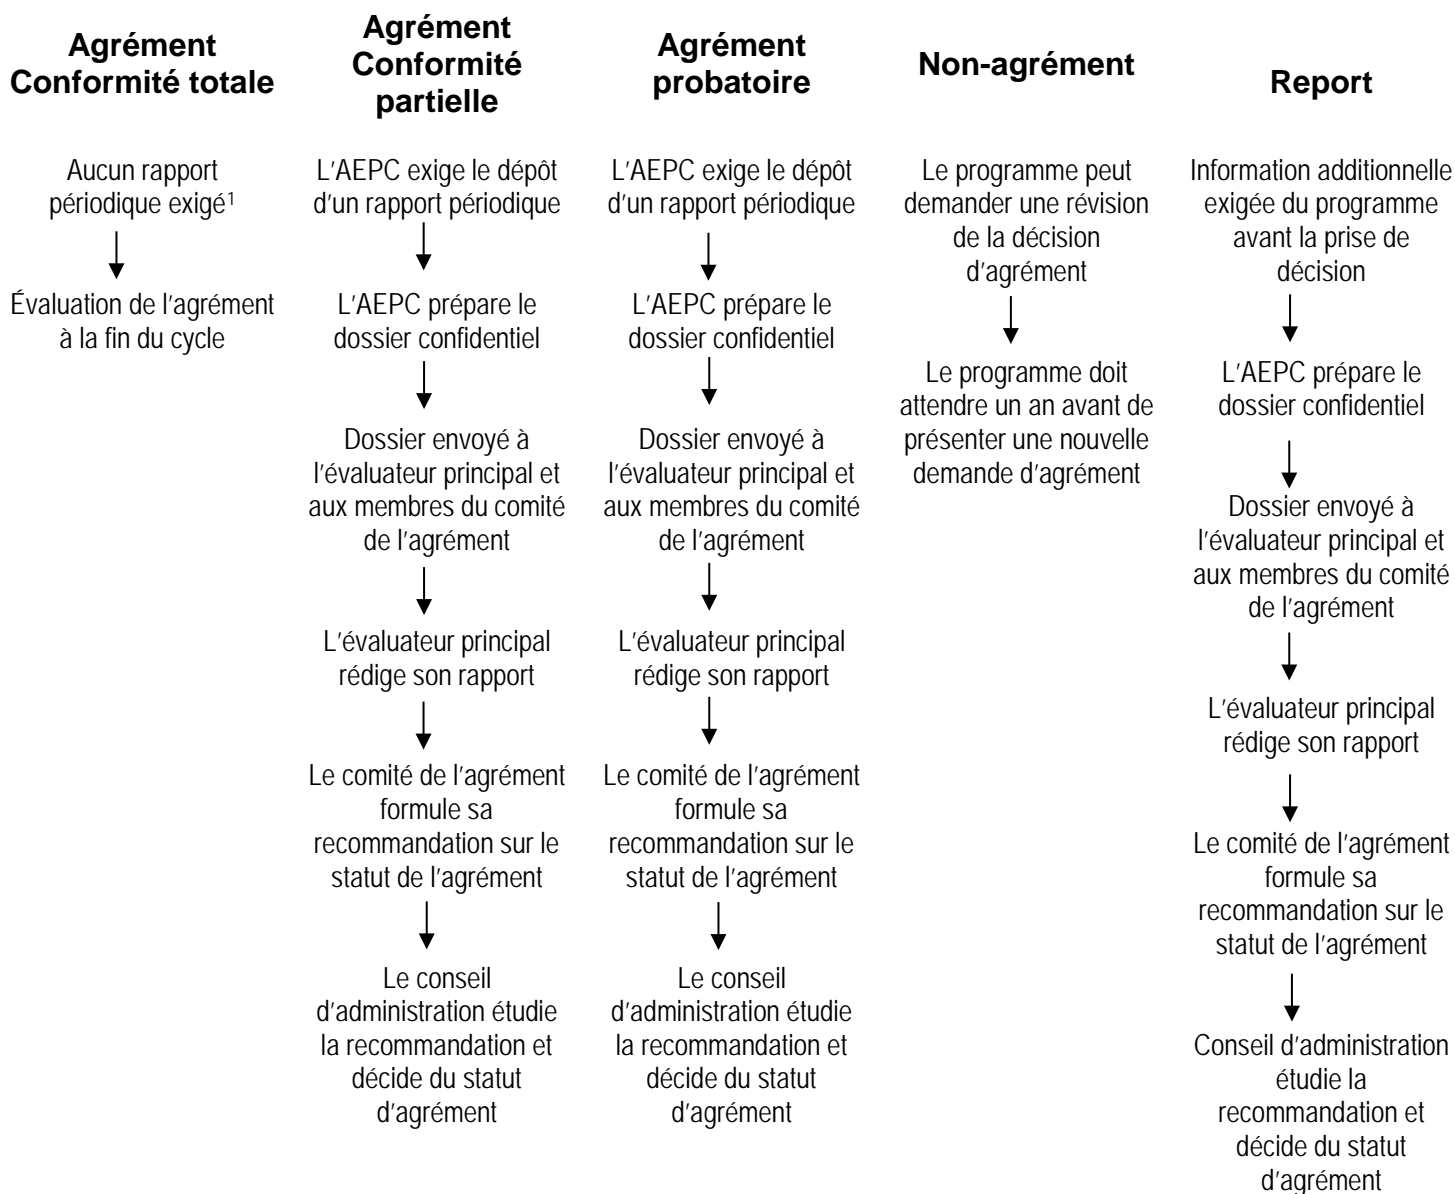 Agrément
Conformité totale
Aucun rapport
périodique exigé1
Évaluation de l'agrément
à la fin du cycle
Agrément
Conformité
partielle
L'AEPC exige le dépôt
d'un rapport périodique
L'AEPC prépare le
dossier confidentiel
Dossier envoyé à
l'évaluateur principal et
aux membres du comité
de l'agrément
L'évaluateur principal
rédige son rapport
Le comité de l'agrément
formule sa
recommandation sur le
statut de l'agrément
Le conseil
d'administration étudie
la recommandation et
décide du statut
d'agrément
Agrément
probatoire
L'AEPC exige le dépôt
d'un rapport périodique
L'AEPC prépare le
dossier confidentiel
Dossier envoyé à
l'évaluateur principal et
aux membres du comité
de l'agrément
L'évaluateur principal
rédige son rapport
Le comité de l'agrément
formule sa
recommandation sur le
statut de l'agrément
Le conseil
d'administration étudie
la recommandation et
décide du statut
d'agrément
Non-agrément
Le programme peut
demander une révision
de la décision
d'agrément
Le programme doit
attendre un an avant de
présenter une nouvelle
demande d'agrément
Report
Information additionnelle
exigée du programme
avant la prise de
décision
L'AEPC prépare le
dossier confidentiel
Dossier envoyé à
l'évaluateur principal et
aux membres du comité
de l'agrément
L'évaluateur principal
rédige son rapport
Le comité de l'agrément
formule sa
recommandation sur le
statut de l'agrément
Conseil d'administration
étudie la
recommandation et
décide du statut
d'agrément